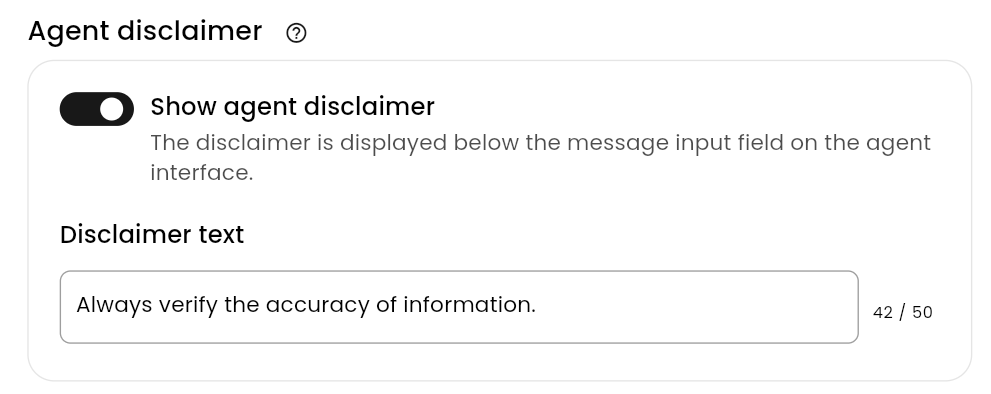 Agent disclaimer
Show agent disclaimer
The disclaimer is displayed below the message input field on the agent
interface.
Disclaimer text
Always verify the accuracy of information.
42 / 50